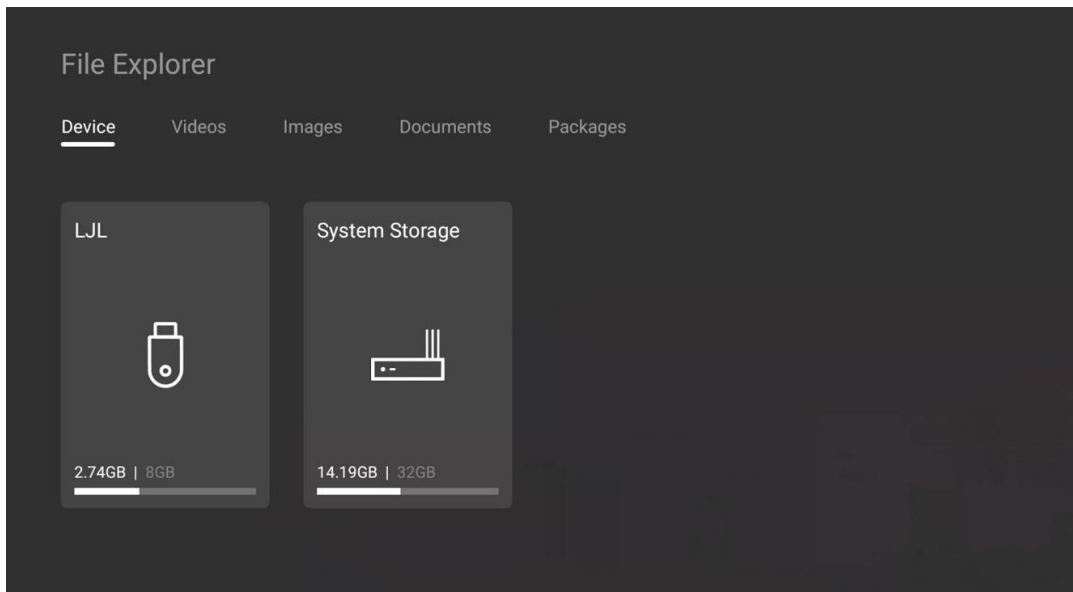 File Explorer
Device Videos Images Documents Packages
LJL System Storage
2.74GB | 8GB 14.19GB | 32GB